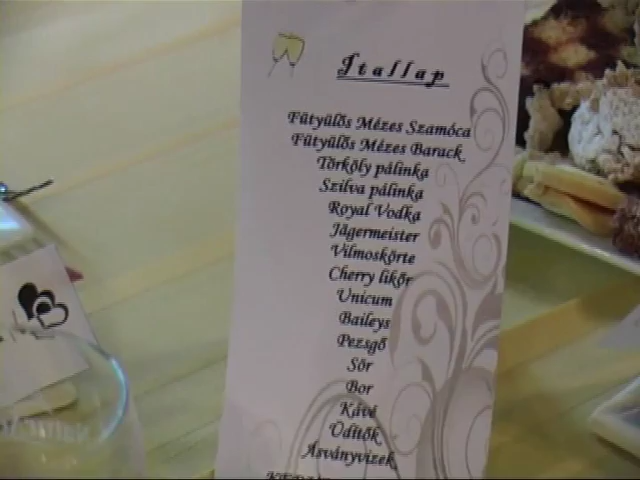 Itallap
Fütyülős Mézes Szamóca
Fütyülős Mézes Barack
Törköly pálinka
Szilva pálinka
Royal Vodka
Jägermeister
Vilmoskörte
Cherry likőr
Unicum
Baileys
Pezsgő
Sör
Bor
Kávé
Üdítők
Ásványvizek